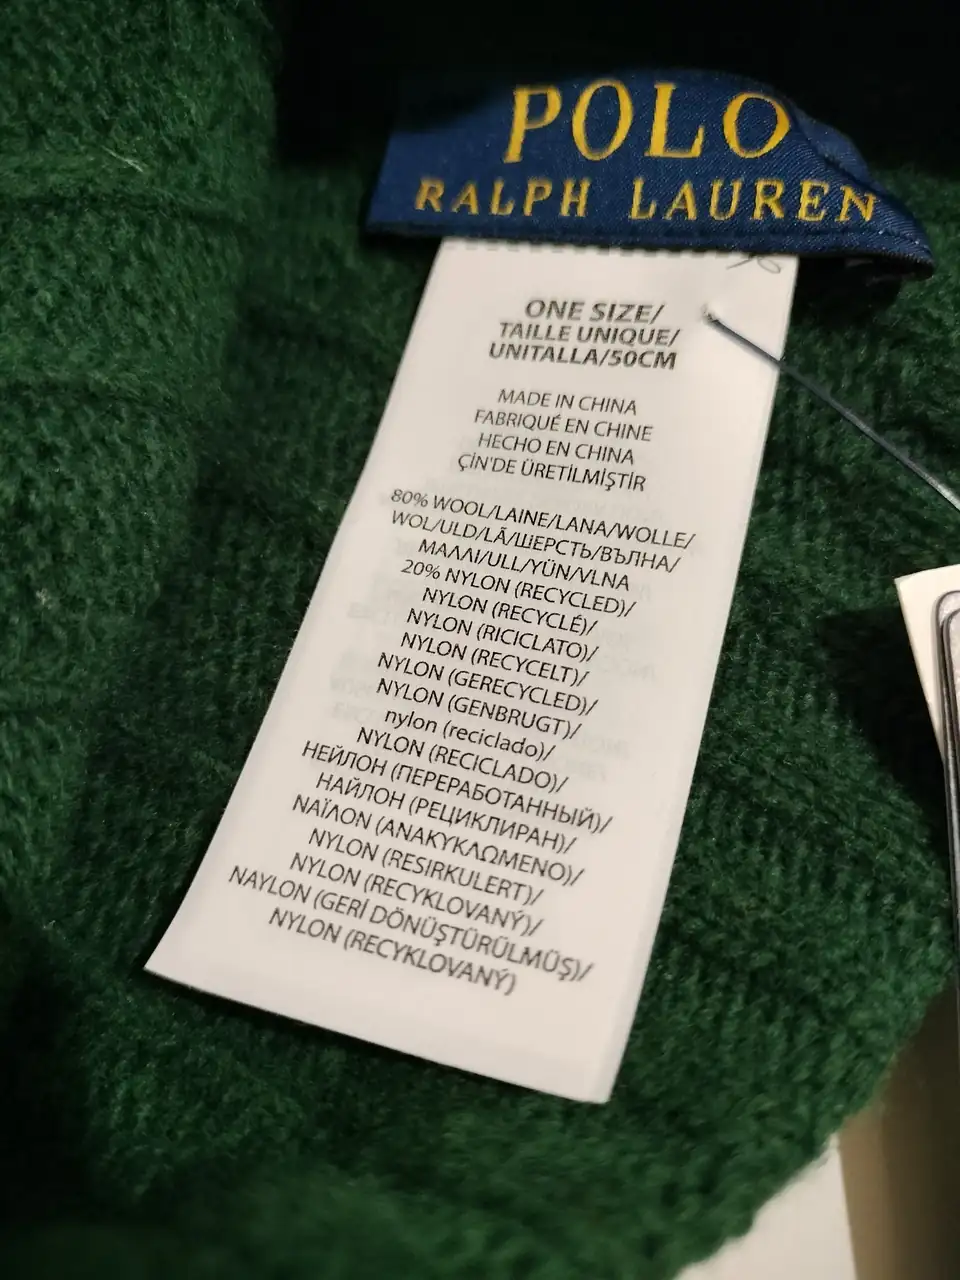 POLO
RALPH LAUREN
ONE SIZE/
TAILLE UNIQUE/
UNITALLA/50CM
MADE IN CHINA
FABRIQUÉ EN CHINE
HECHO EN CHINA
ÇİN'DE ÜRETİLMİŞTİR
80% WOOL/LAINE/LANA/WOLLE/
WOL/ULD/LÃ/ШЕРСТЬ/ВЪЛНА/
ΜΑΛΛΙ/ULL/YÜN/VLNA
20% NYLON (RECYCLED)/
NYLON (RECYCLÉ)/
NYLON (RICICLATO)/
NYLON (RECYCELT)/
NYLON (GERECYCLED)/
NYLON (GENBRUGT)/
nylon (reciclado)/
NYLON (RECICLADO)/
НЕЙЛОН (ПЕРЕРАБОТАННЫЙ)/
НАЙЛОН (РЕЦИКЛИРАН)/
ΝΑΪΛΟΝ (ΑΝΑΚΥΚΛΩΜΕΝΟ)/
NYLON (RESIRKULERT)/
NYLON (RECYKLOVANÝ)/
NAYLON (GERİ DÖNÜŞTÜRÜLMÜŞ)/
NYLON (RECYKLOVANÝ)